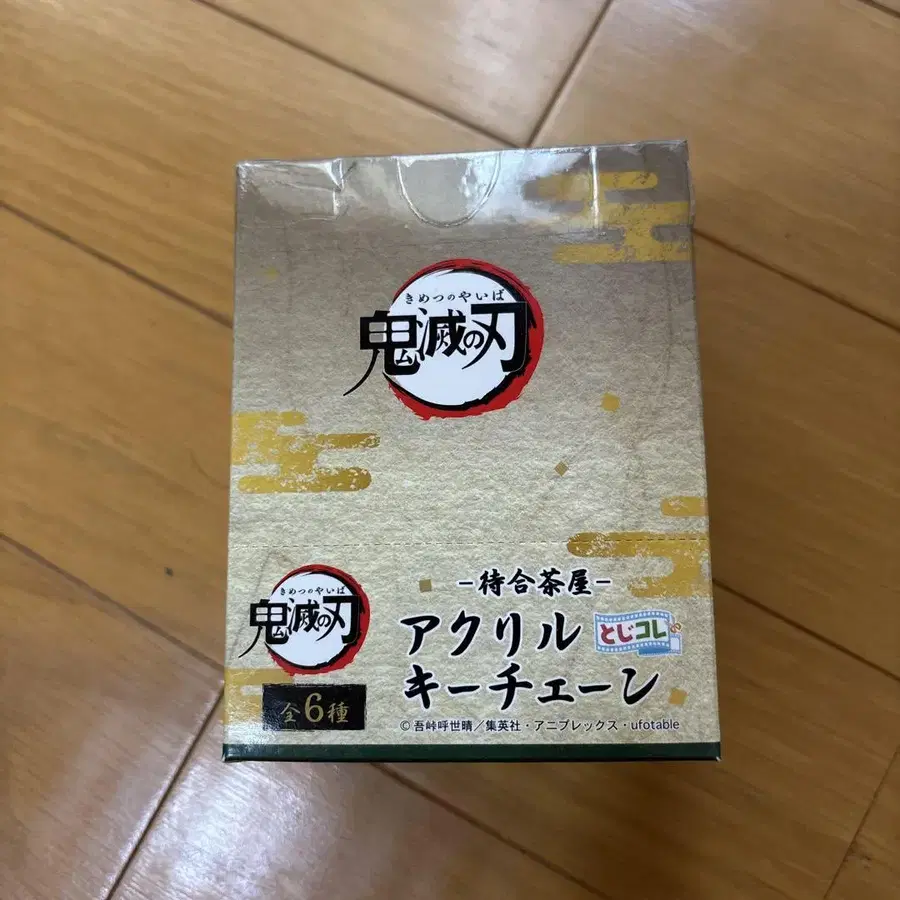 きめつのやいば
鬼滅の刃
きめつのやいば
鬼滅の刃
全6種
-待合茶屋-
アクリル
キーチェーン
とじコレ
©吾峠呼世晴/集英社・アニプレックス・ufotable